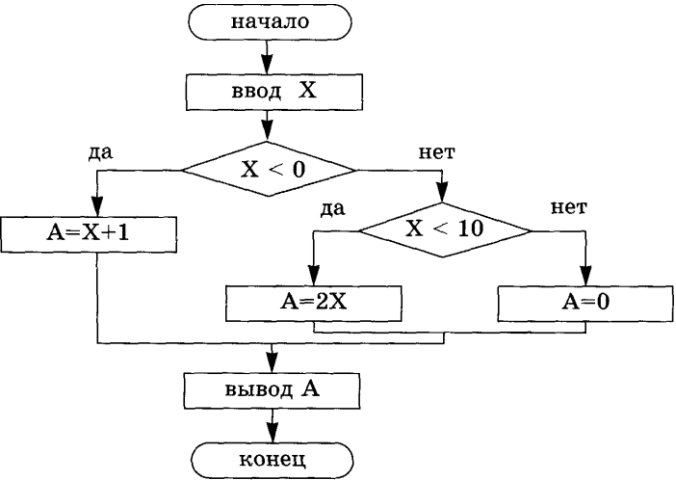 начало
ввод X
да
X < 0
нет
A=X+1
да
X < 10
нет
A=2X
A=0
вывод A
конец